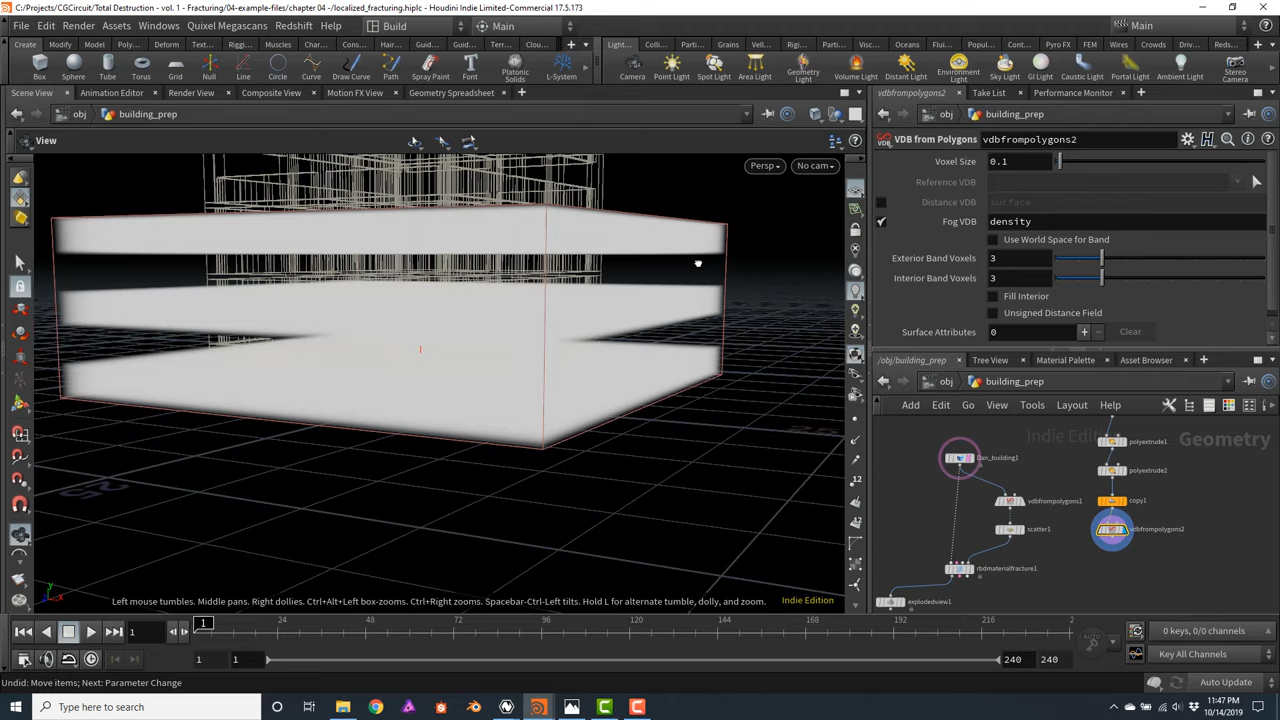 C:/Projects/CGCircuit/Total Destruction - vol. 1 - Fracturing/04-example-files/chapter 04 -/localized_fracturing.hiplc - Houdini Indie Limited-Commercial 17.5.173
File Edit Render Assets Windows Quixel Megascans Redshift Help Build Main Main
Create Modify Model Poly... Deform Text... Riggi... Muscles Char... Cons... Hair... Guid... Guid... Terr... Clou... Light... Colli... Parti... Grains Vell... Rigi... Parti... Visc... Oceans Flui... Popul... Cont... Pyro FX FEM Wires Crowds Driv... Reds...
Box Sphere Tube Torus Grid Null Line Circle Curve Draw Curve Path Spray Paint Font Platonic Solids L-System Camera Point Light Spot Light Area Light Geometry Light Volume Light Distant Light Environment Light Sky Light GI Light Caustic Light Portal Light Ambient Light Stereo Camera
Scene View Animation Editor Render View Composite View Motion FX View Geometry Spreadsheet vdbfrompolygons2 Take List Performance Monitor
obj building_prep obj building_prep
View VDB from Polygons vdbfrompolygons2
Persp No cam
Voxel Size 0.1
Reference VDB
Distance VDB surface
Fog VDB density
Use World Space for Band
Exterior Band Voxels 3
Interior Band Voxels 3
Fill Interior
Unsigned Distance Field
Surface Attributes 0 Clear
/obj/building_prep Tree View Material Palette Asset Browser
obj building_prep
Add Edit Go View Tools Layout Help
Indie Edition Geometry
polyextrude1
Dan_building1
polyextrude2
vdbfrompolygons1 copy1
scatter1 vdbfrompolygons2
rbdmaterialfracture1
explodedview1
Left mouse tumbles. Middle pans. Right dollies. Ctrl+Alt+Left box-zooms. Ctrl+Right zooms. Spacebar-Ctrl-Left tilts. Hold L for alternate tumble, dolly, and zoom. Indie Edition
1 1 24 48 72 96 120 144 168 192 216 2
0 keys, 0/0 channels
1 1 240 240 Key All Channels
Undid: Move items; Next: Parameter Change Auto Update
Type here to search
11:47 PM
10/14/2019